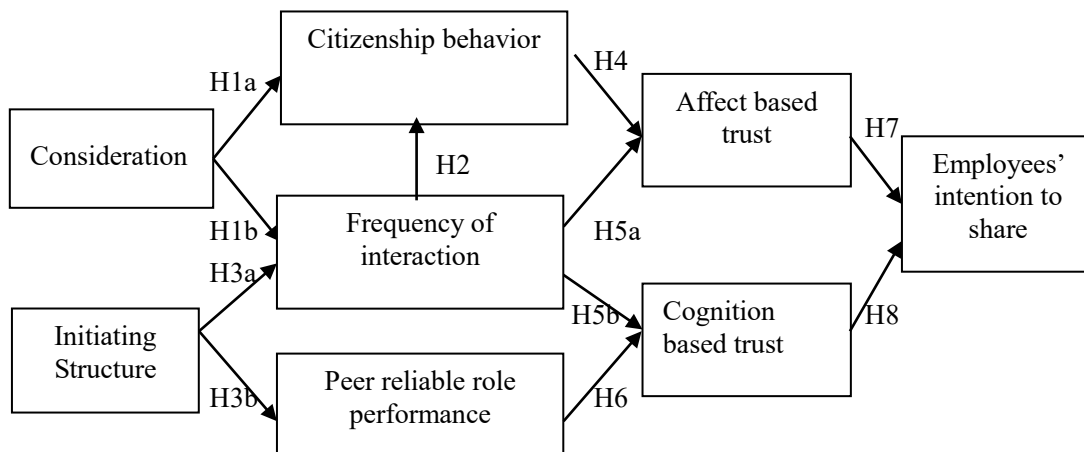 Citizenship behavior
H1a
H4
Consideration
Affect based
trust
H7
H2
Employees’
intention to
share
H1b
Frequency of
interaction
H5a
H3a
Initiating
Structure
H5b
Cognition
based trust
H8
H3b
Peer reliable role
performance
H6